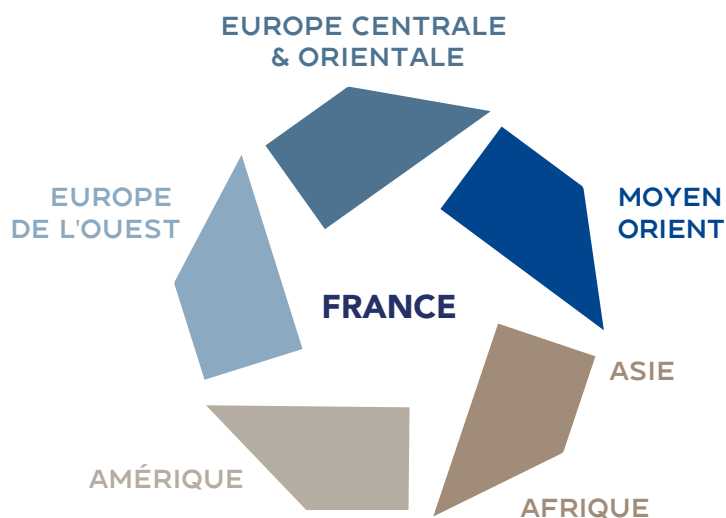 EUROPE CENTRALE
& ORIENTALE
EUROPE
DE L'OUEST
MOYEN
ORIENT
FRANCE
ASIE
AMÉRIQUE
AFRIQUE